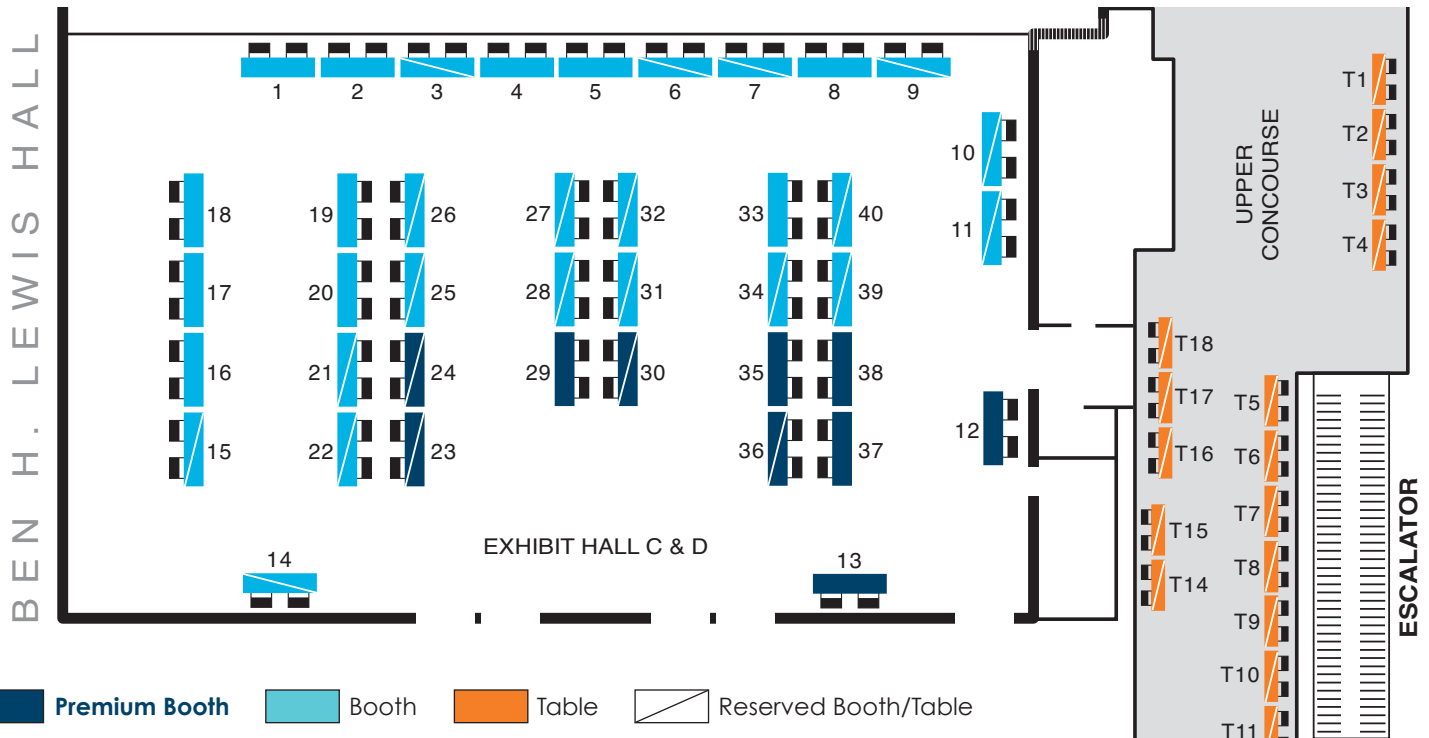 BEN H. LEWIS HALL
1 2 3 4 5 6 7 8 9
10
11
12
18 19 26 27 32 33 40
17 20 25 28 31 34 39
16 21 24 29 30 35 38
15 22 23 36 37
EXHIBIT HALL C & D
14
13
UPPER
CONCOURSE
T1
T2
T3
T4
T18
T17
T16
T15
T14
T5
T6
T7
T8
T9
T10
T11
ESCALATOR
Premium Booth
Booth
Table
Reserved Booth/Table